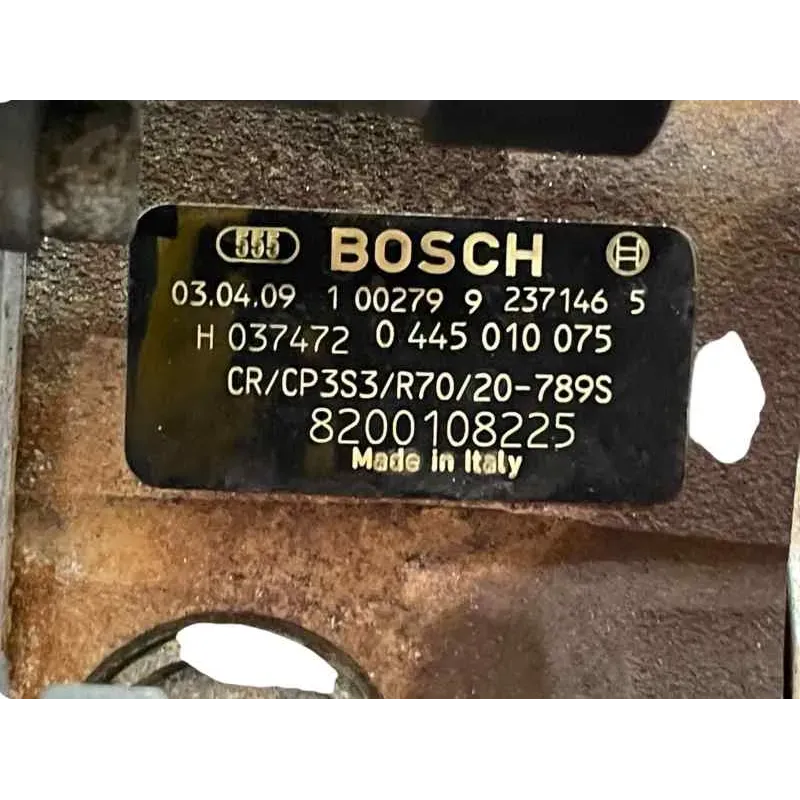 555 BOSCH
03.04.09 1 00279 9 237146 5
H 037472 0 445 010 075
CR/CP3S3/R70/20-789S
8200108225
Made in Italy